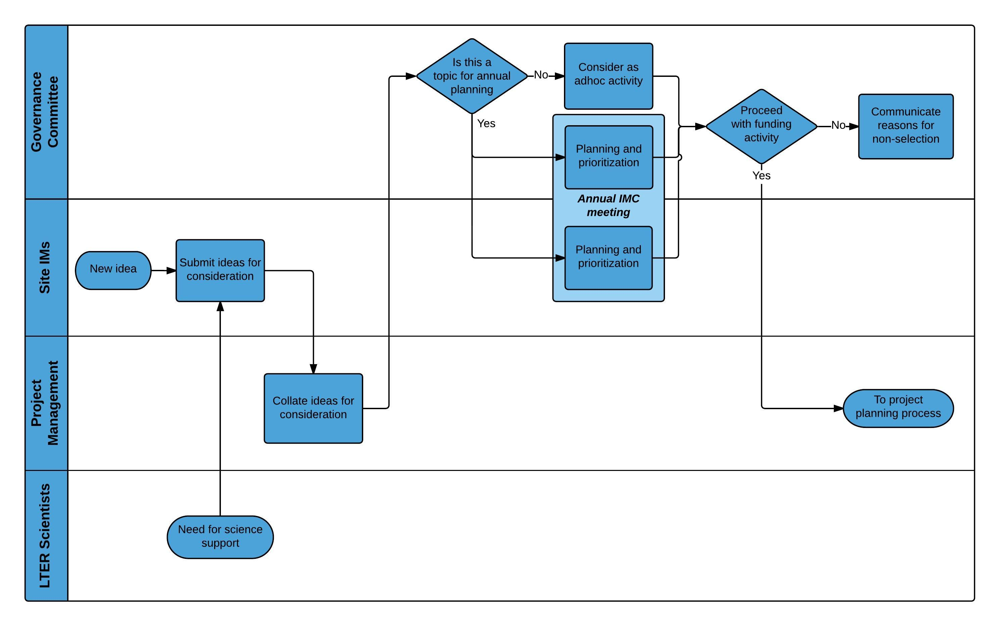 Governance
Committee
Is this a
topic for annual
planning
No
Consider as
adhoc activity
Yes
Planning and
prioritization
Proceed
with funding
activity
No
Communicate
reasons for
non-selection
Yes
Annual IMC
meeting
Site IMs
New idea
Submit ideas for
consideration
Planning and
prioritization
Project
Management
Collate ideas for
consideration
To project
planning process
LTER Scientists
Need for science
support